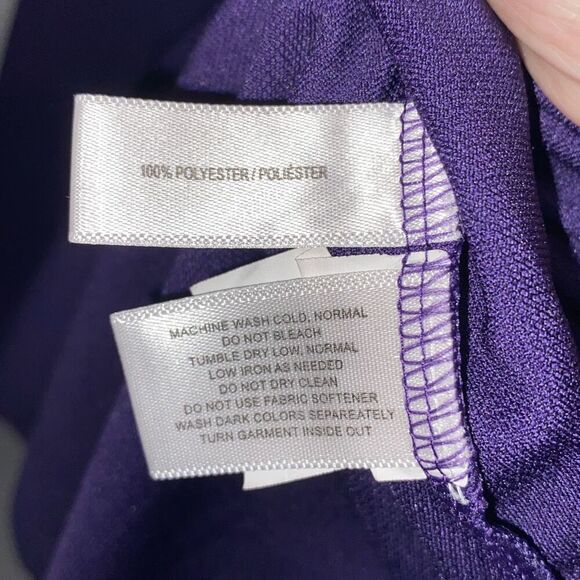 100% POLYESTER / POLIÉSTER
MACHINE WASH COLD, NORMAL
DO NOT BLEACH
TUMBLE DRY LOW, NORMAL
LOW IRON AS NEEDED
DO NOT DRY CLEAN
DO NOT USE FABRIC SOFTENER
WASH DARK COLORS SEPAREATELY
TURN GARMENT INSIDE OUT